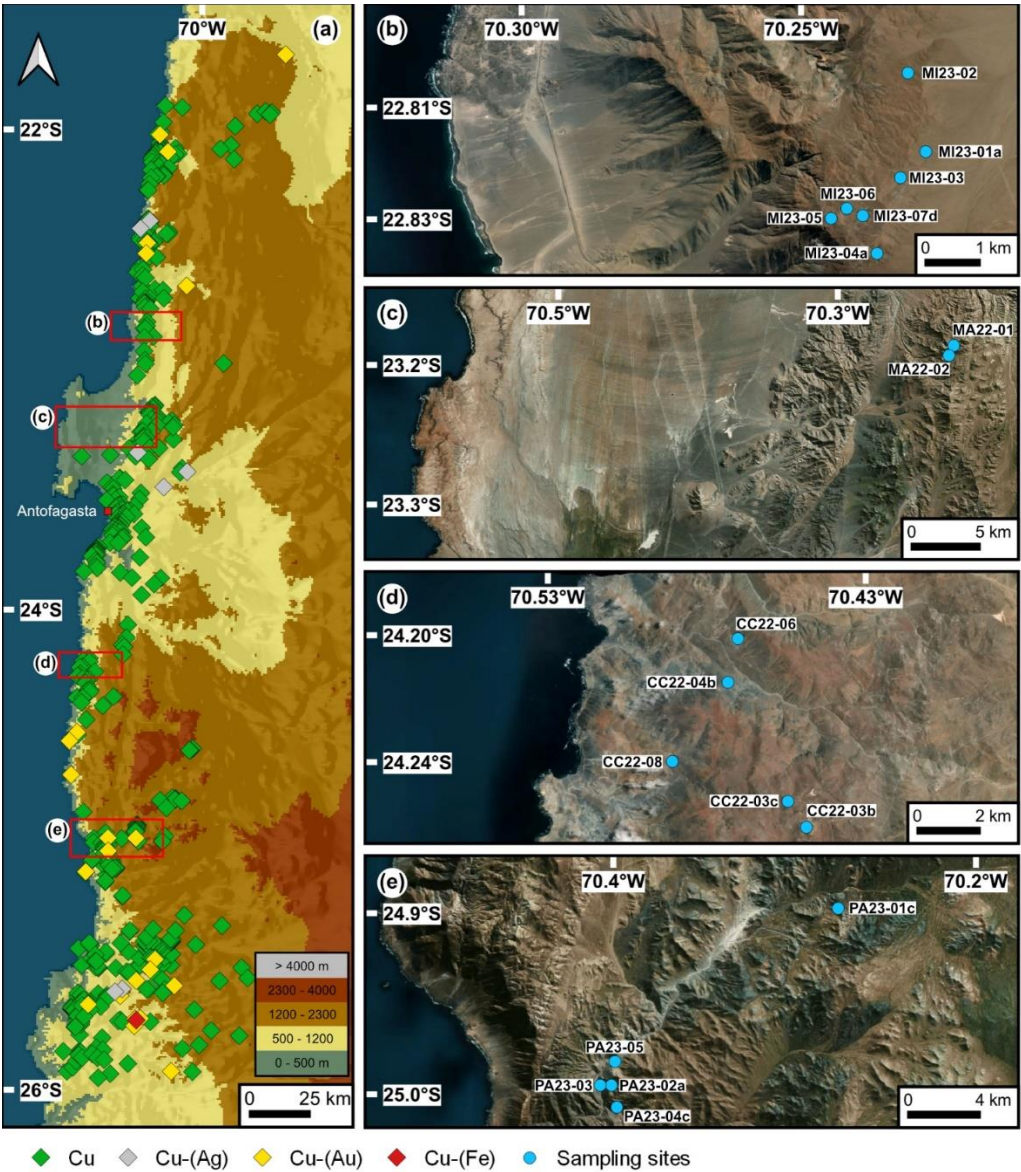 70°W
(a)
22°S
(b)
(c)
Antofagasta
24°S
(d)
(e)
> 4000 m
2300 - 4000
1200 - 2300
500 - 1200
0 - 500 m
26°S
0 25 km
(b)
70.30°W 70.25°W
MI23-02
22.81°S
MI23-01a
MI23-03
MI23-06
22.83°S
MI23-05
MI23-07d
MI23-04a
0 1 km
(c)
70.5°W 70.3°W
MA22-01
23.2°S
MA22-02
23.3°S
0 5 km
(d)
70.53°W 70.43°W
24.20°S
CC22-06
CC22-04b
24.24°S
CC22-08
CC22-03c
CC22-03b
0 2 km
(e)
70.4°W 70.2°W
24.9°S
PA23-01c
PA23-05
25.0°S
PA23-03
PA23-02a
PA23-04c
0 4 km
Cu Cu-(Ag) Cu-(Au) Cu-(Fe) Sampling sites